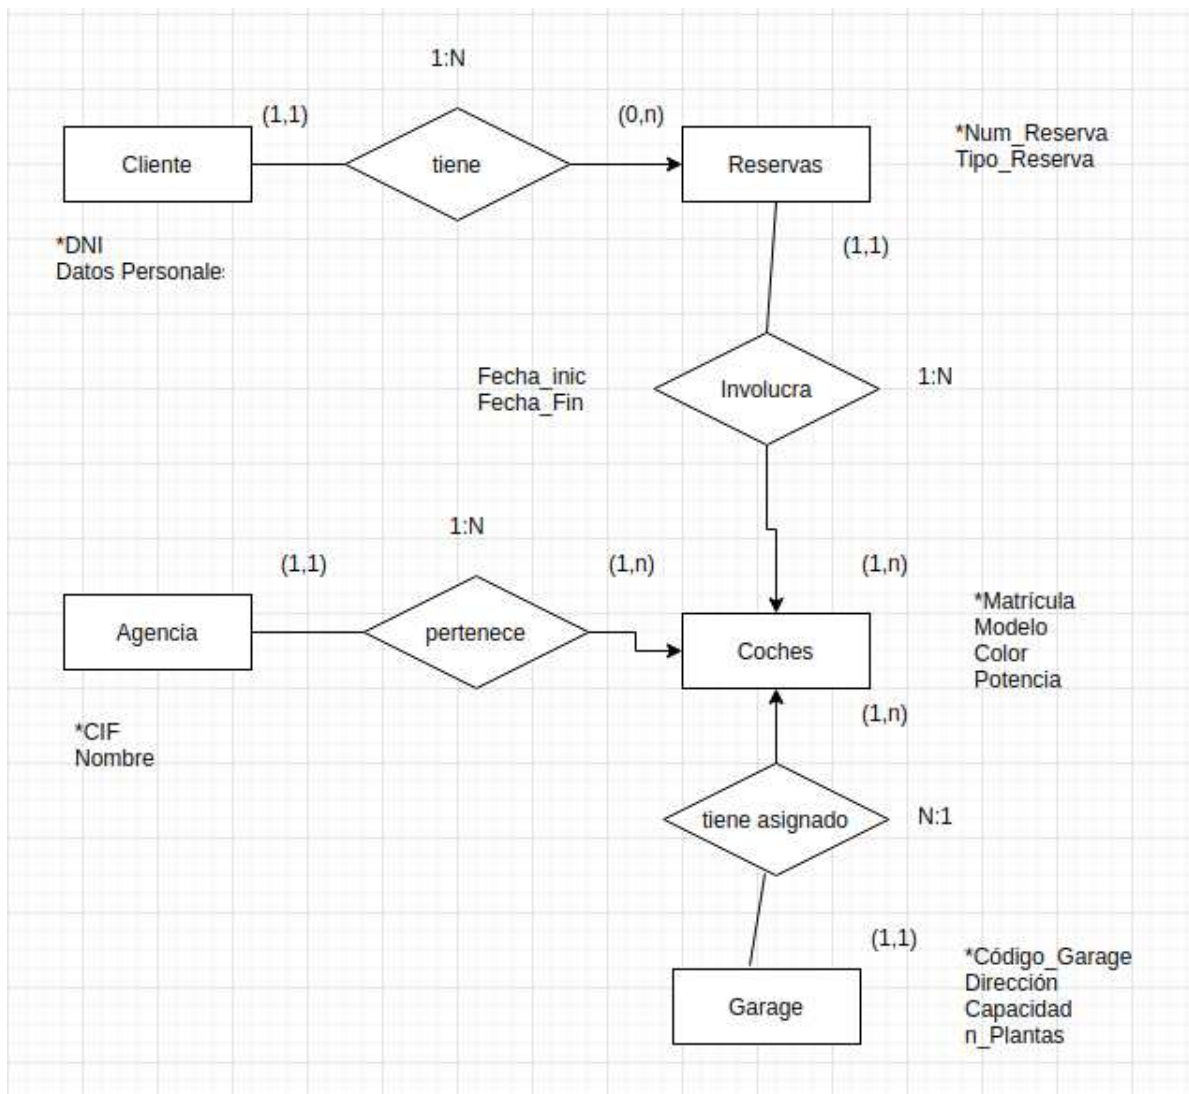 1:N
(1,1)
(0,n)
Cliente
tiene
Reservas
*Num_Reserva
Tipo_Reserva
*DNI
Datos Personales
(1,1)
Fecha_inic
Fecha_Fin
Involucra
1:N
1:N
(1,1)
(1,n)
(1,n)
Agencia
pertenece
Coches
*Matrícula
Modelo
Color
Potencia
*CIF
Nombre
(1,n)
tiene asignado
N:1
(1,1)
Garage
*Código_Garage
Dirección
Capacidad
n_Plantas